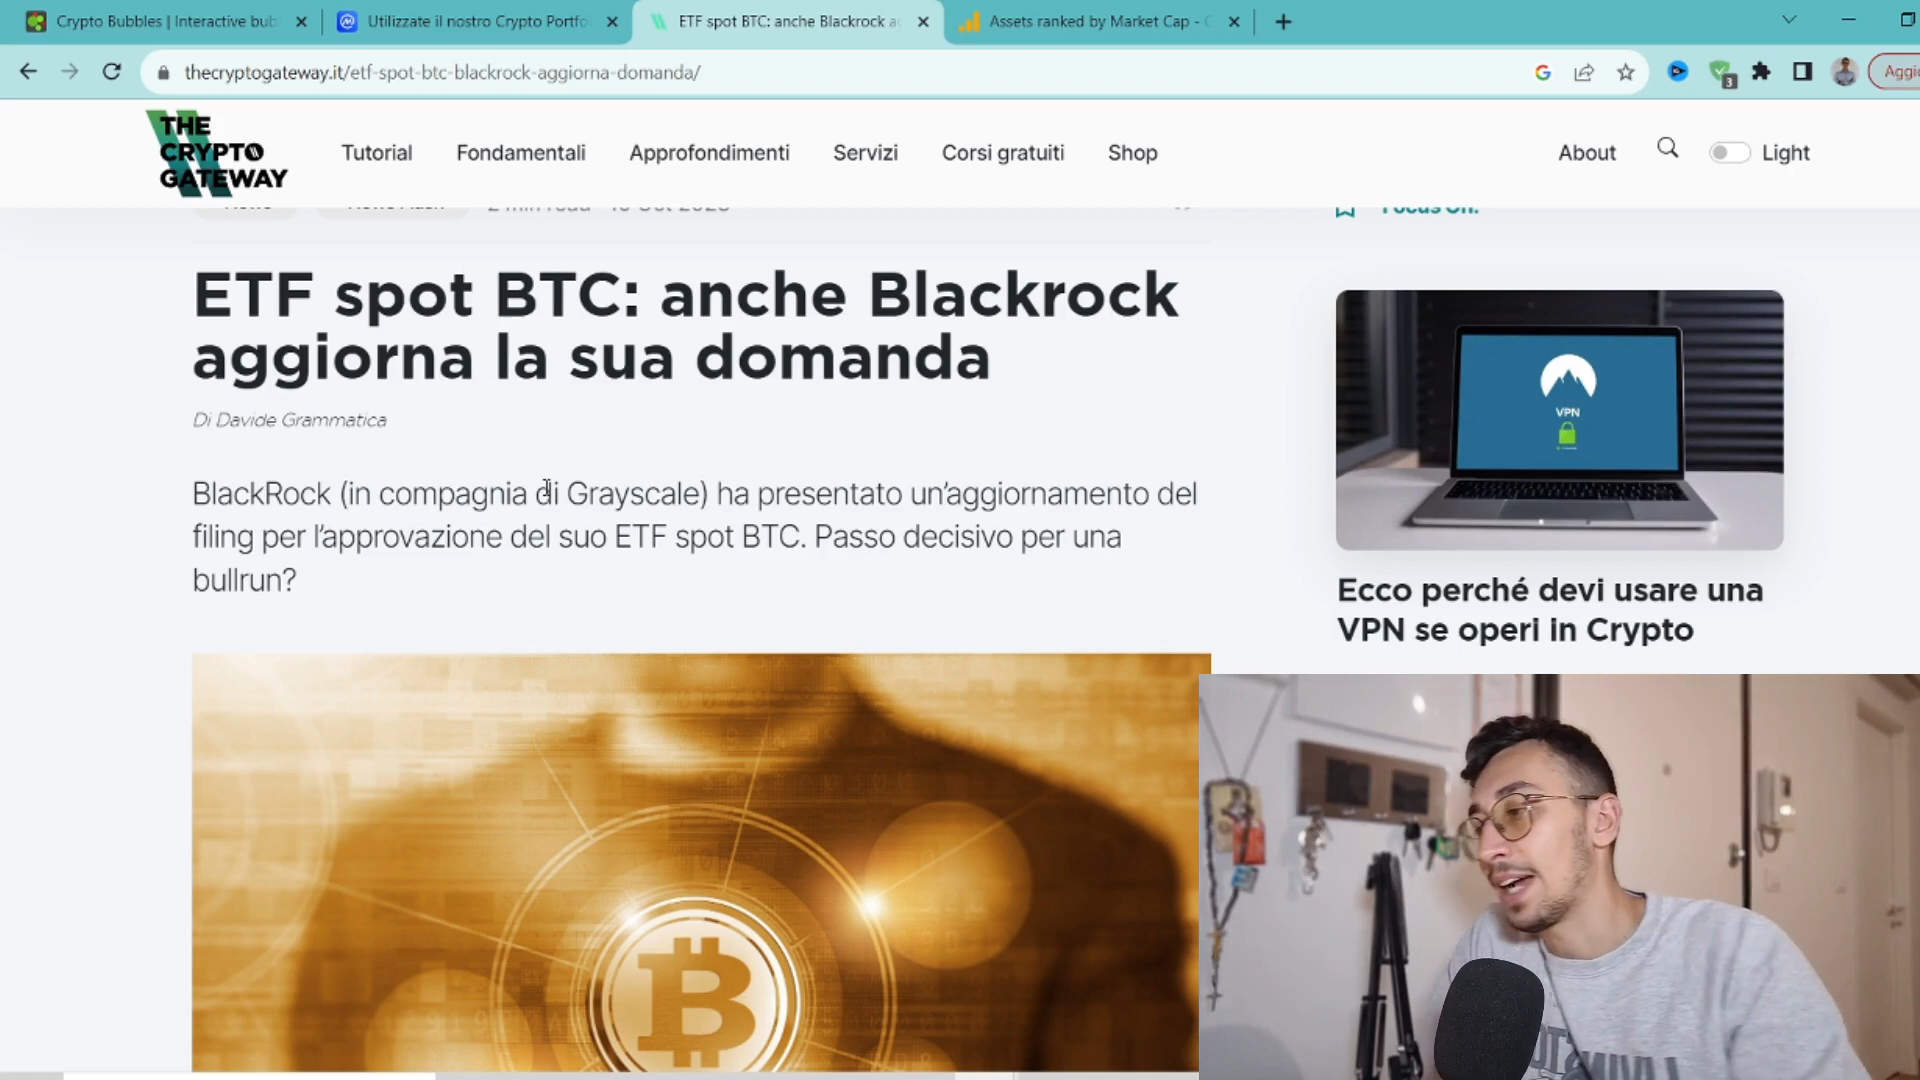 Crypto Bubbles | Interactive bub
Utilizzate il nostro Crypto Portfo
ETF spot BTC: anche Blackrock a
Assets ranked by Market Cap -
thecryptogateway.it/etf-spot-btc-blackrock-aggiorna-domanda/
3
Aggi
THE
CRYPTO
GATEWAY
Tutorial
Fondamentali
Approfondimenti
Servizi
Corsi gratuiti
Shop
About
Light
Focus On:
ETF spot BTC: anche Blackrock
aggiorna la sua domanda
Di Davide Grammatica
BlackRock (in compagnia di Grayscale) ha presentato un’aggiornamento del
filing per l’approvazione del suo ETF spot BTC. Passo decisivo per una
bullrun?
VPN
Ecco perché devi usare una
VPN se operi in Crypto